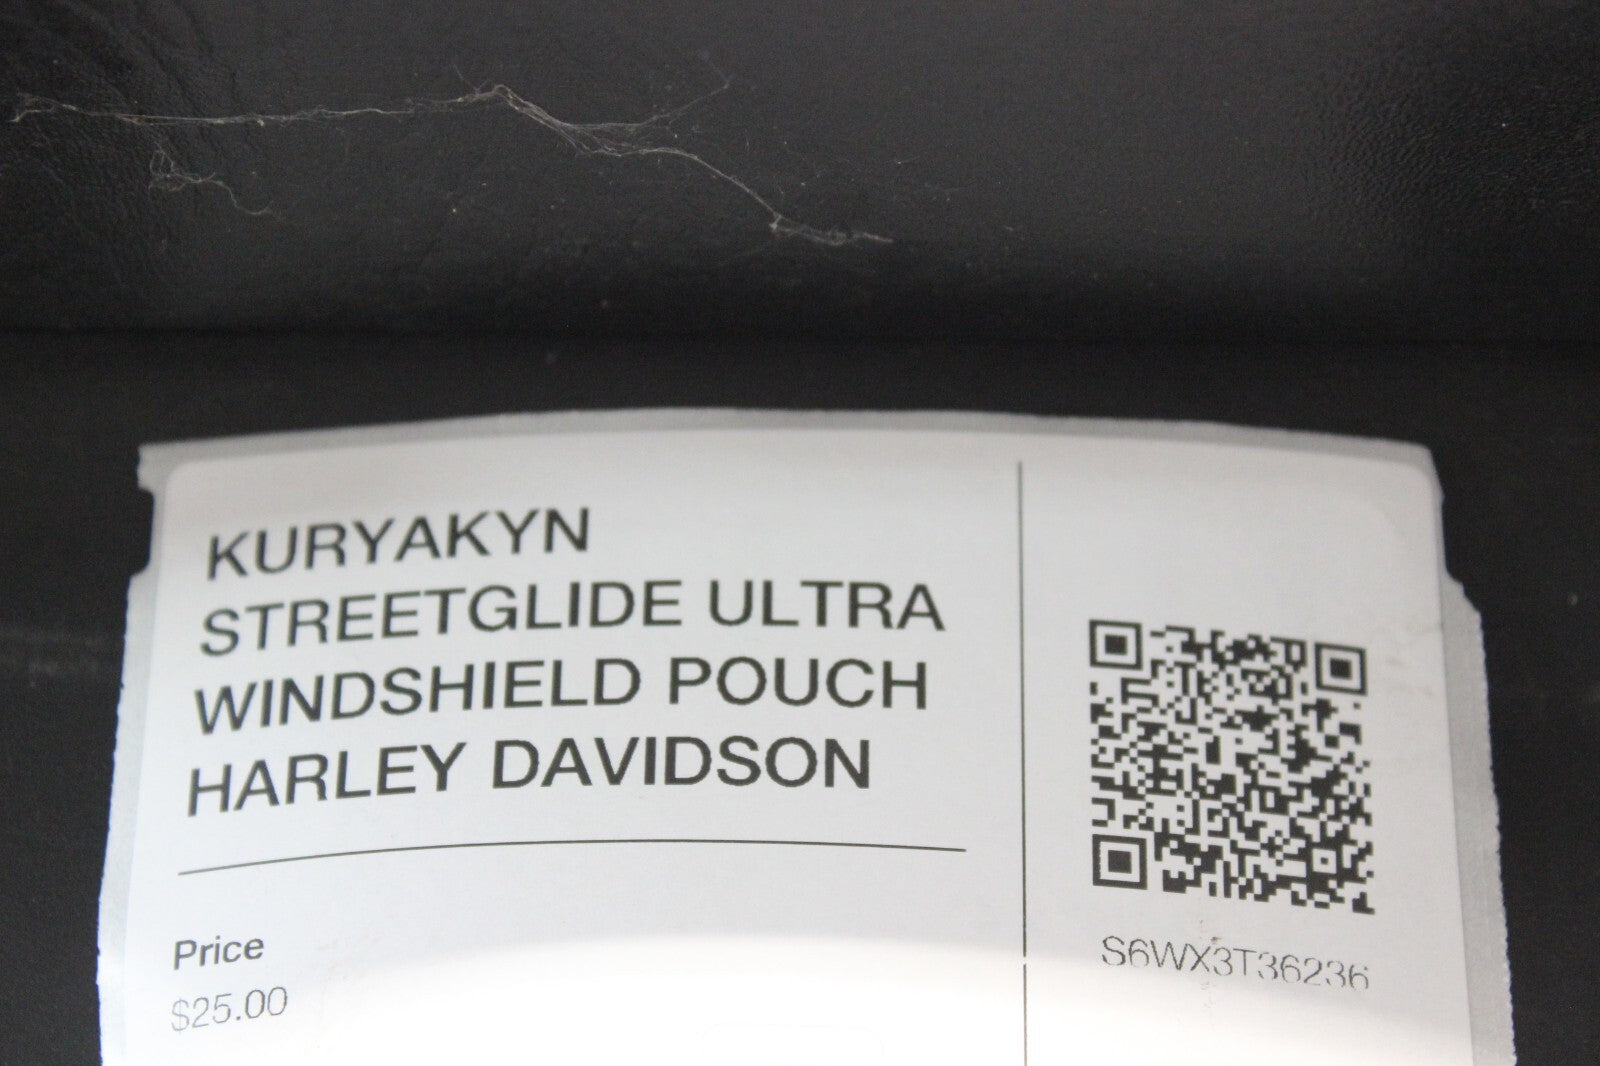 KURYAKYN
STREETGLIDE ULTRA
WINDSHIELD POUCH
HARLEY DAVIDSON
Price
$25.00
S6WX3T36236